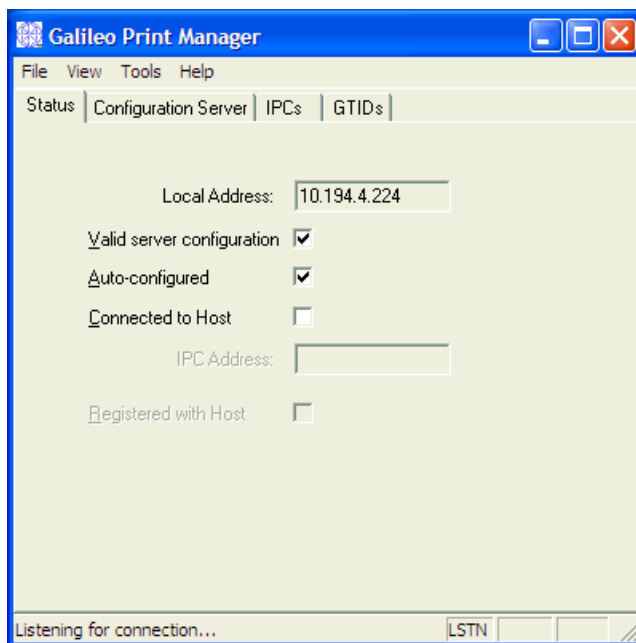 Galileo Print Manager
File View Tools Help
Status Configuration Server IPCs GTIDs
Local Address: 10.194.4.224
Valid server configuration
Auto-configured
Connected to Host
IPC Address:
Registered with Host
Listening for connection... LSTN